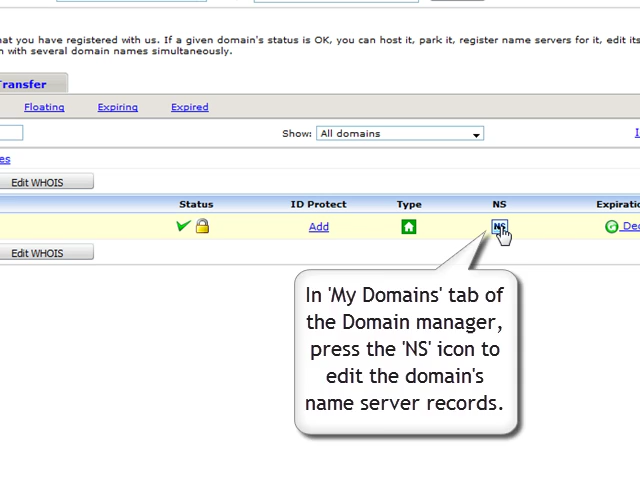 hat you have registered with us. If a given domain's status is OK, you can host it, park it, register name servers for it, edit its
n with several domain names simultaneously.
Transfer
Floating Expiring Expired
Show: All domains
es
Edit WHOIS
Status ID Protect Type NS Expiratio
Add NS Dec
Edit WHOIS
In 'My Domains' tab of
the Domain manager,
press the 'NS' icon to
edit the domain's
name server records.